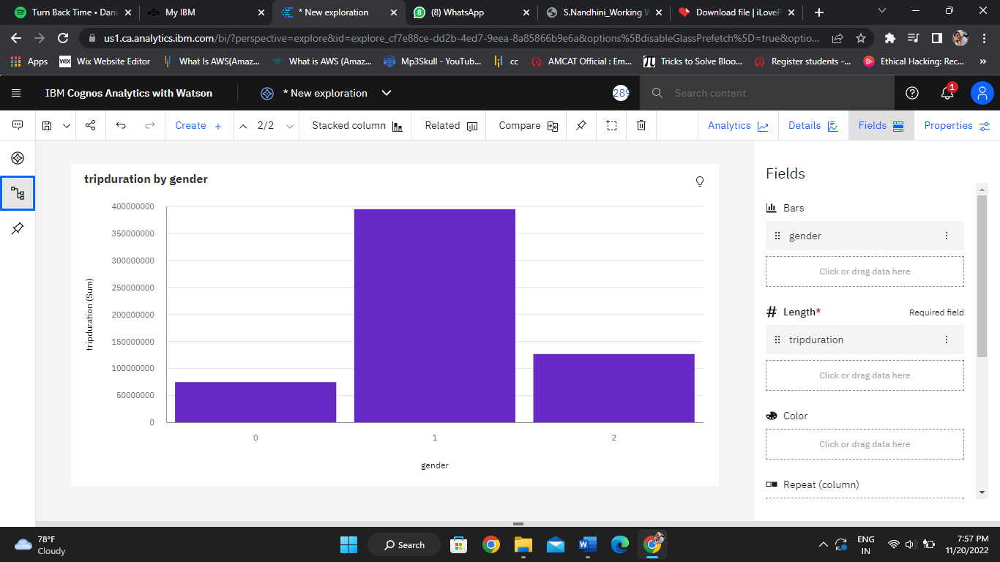 Turn Back Time • Dani
My IBM
* New exploration
(8) WhatsApp
S.Nandhini_Working
Download file | iLoveP
us1.ca.analytics.ibm.com/bi/?perspective=explore&id=explore_cf7e88ce-dd2b-4ed7-9eea-8a85866b9e6a&options%5BdisableGlassPrefetch%5D=true&optio...
Apps
WIX Wix Website Editor
What Is AWS(Amaz...
What is AWS (Amaz...
Mp3Skull - YouTub...
cc
AMCAT Official : Em...
Tricks to Solve Bloo...
Register students -...
Ethical Hacking: Rec...
»
IBM Cognos Analytics with Watson
* New exploration
289
Search content
1
Create +
2/2
Stacked column
Related
Compare
Analytics
Details
Fields
Properties
tripduration by gender
400000000
350000000
300000000
250000000
200000000
150000000
100000000
50000000
0
tripduration (Sum)
0
1
2
gender
Fields
Bars
gender
Click or drag data here
# Length* Required field
tripduration
Click or drag data here
Color
Click or drag data here
Repeat (column)
78°F
Cloudy
Search
ENG
IN
7:57 PM
11/20/2022